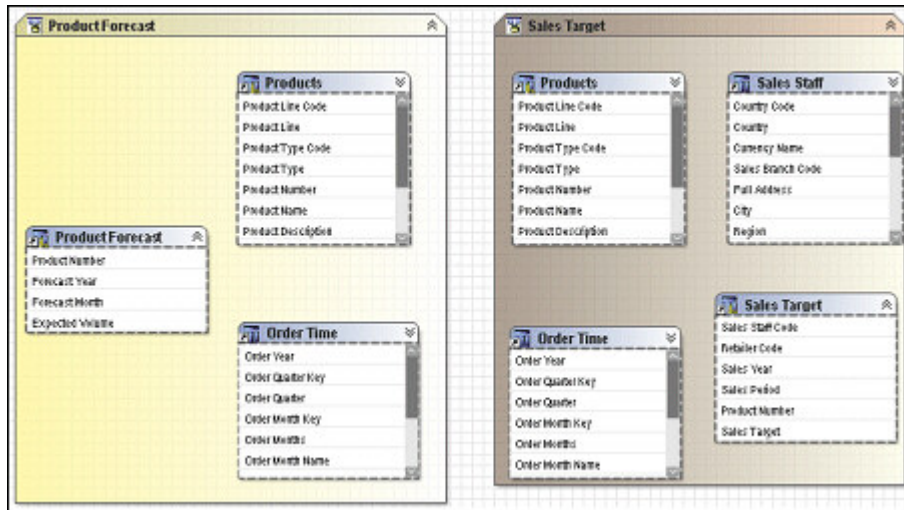 Product Forecast
Products
Product Line Code
Product Line
Product Type Code
Product Type
Product Number
Product Name
Product Description
Product Forecast
Product Number
Forecast Year
Forecast Month
Expected Volume
Order Time
Order Year
Order Quarter Key
Order Quarter
Order Month Key
Order Months
Order Month Name
Sales Target
Products
Product Line Code
Product Line
Product Type Code
Product Type
Product Number
Product Name
Product Description
Sales Staff
Country Code
Country
Currency Name
Sales Branch Code
Full Address
City
Region
Order Time
Order Year
Order Quarter Key
Order Quarter
Order Month Key
Order Months
Order Month Name
Sales Target
Sales Staff Code
Retailer Code
Sales Year
Sales Period
Product Number
Sales Target